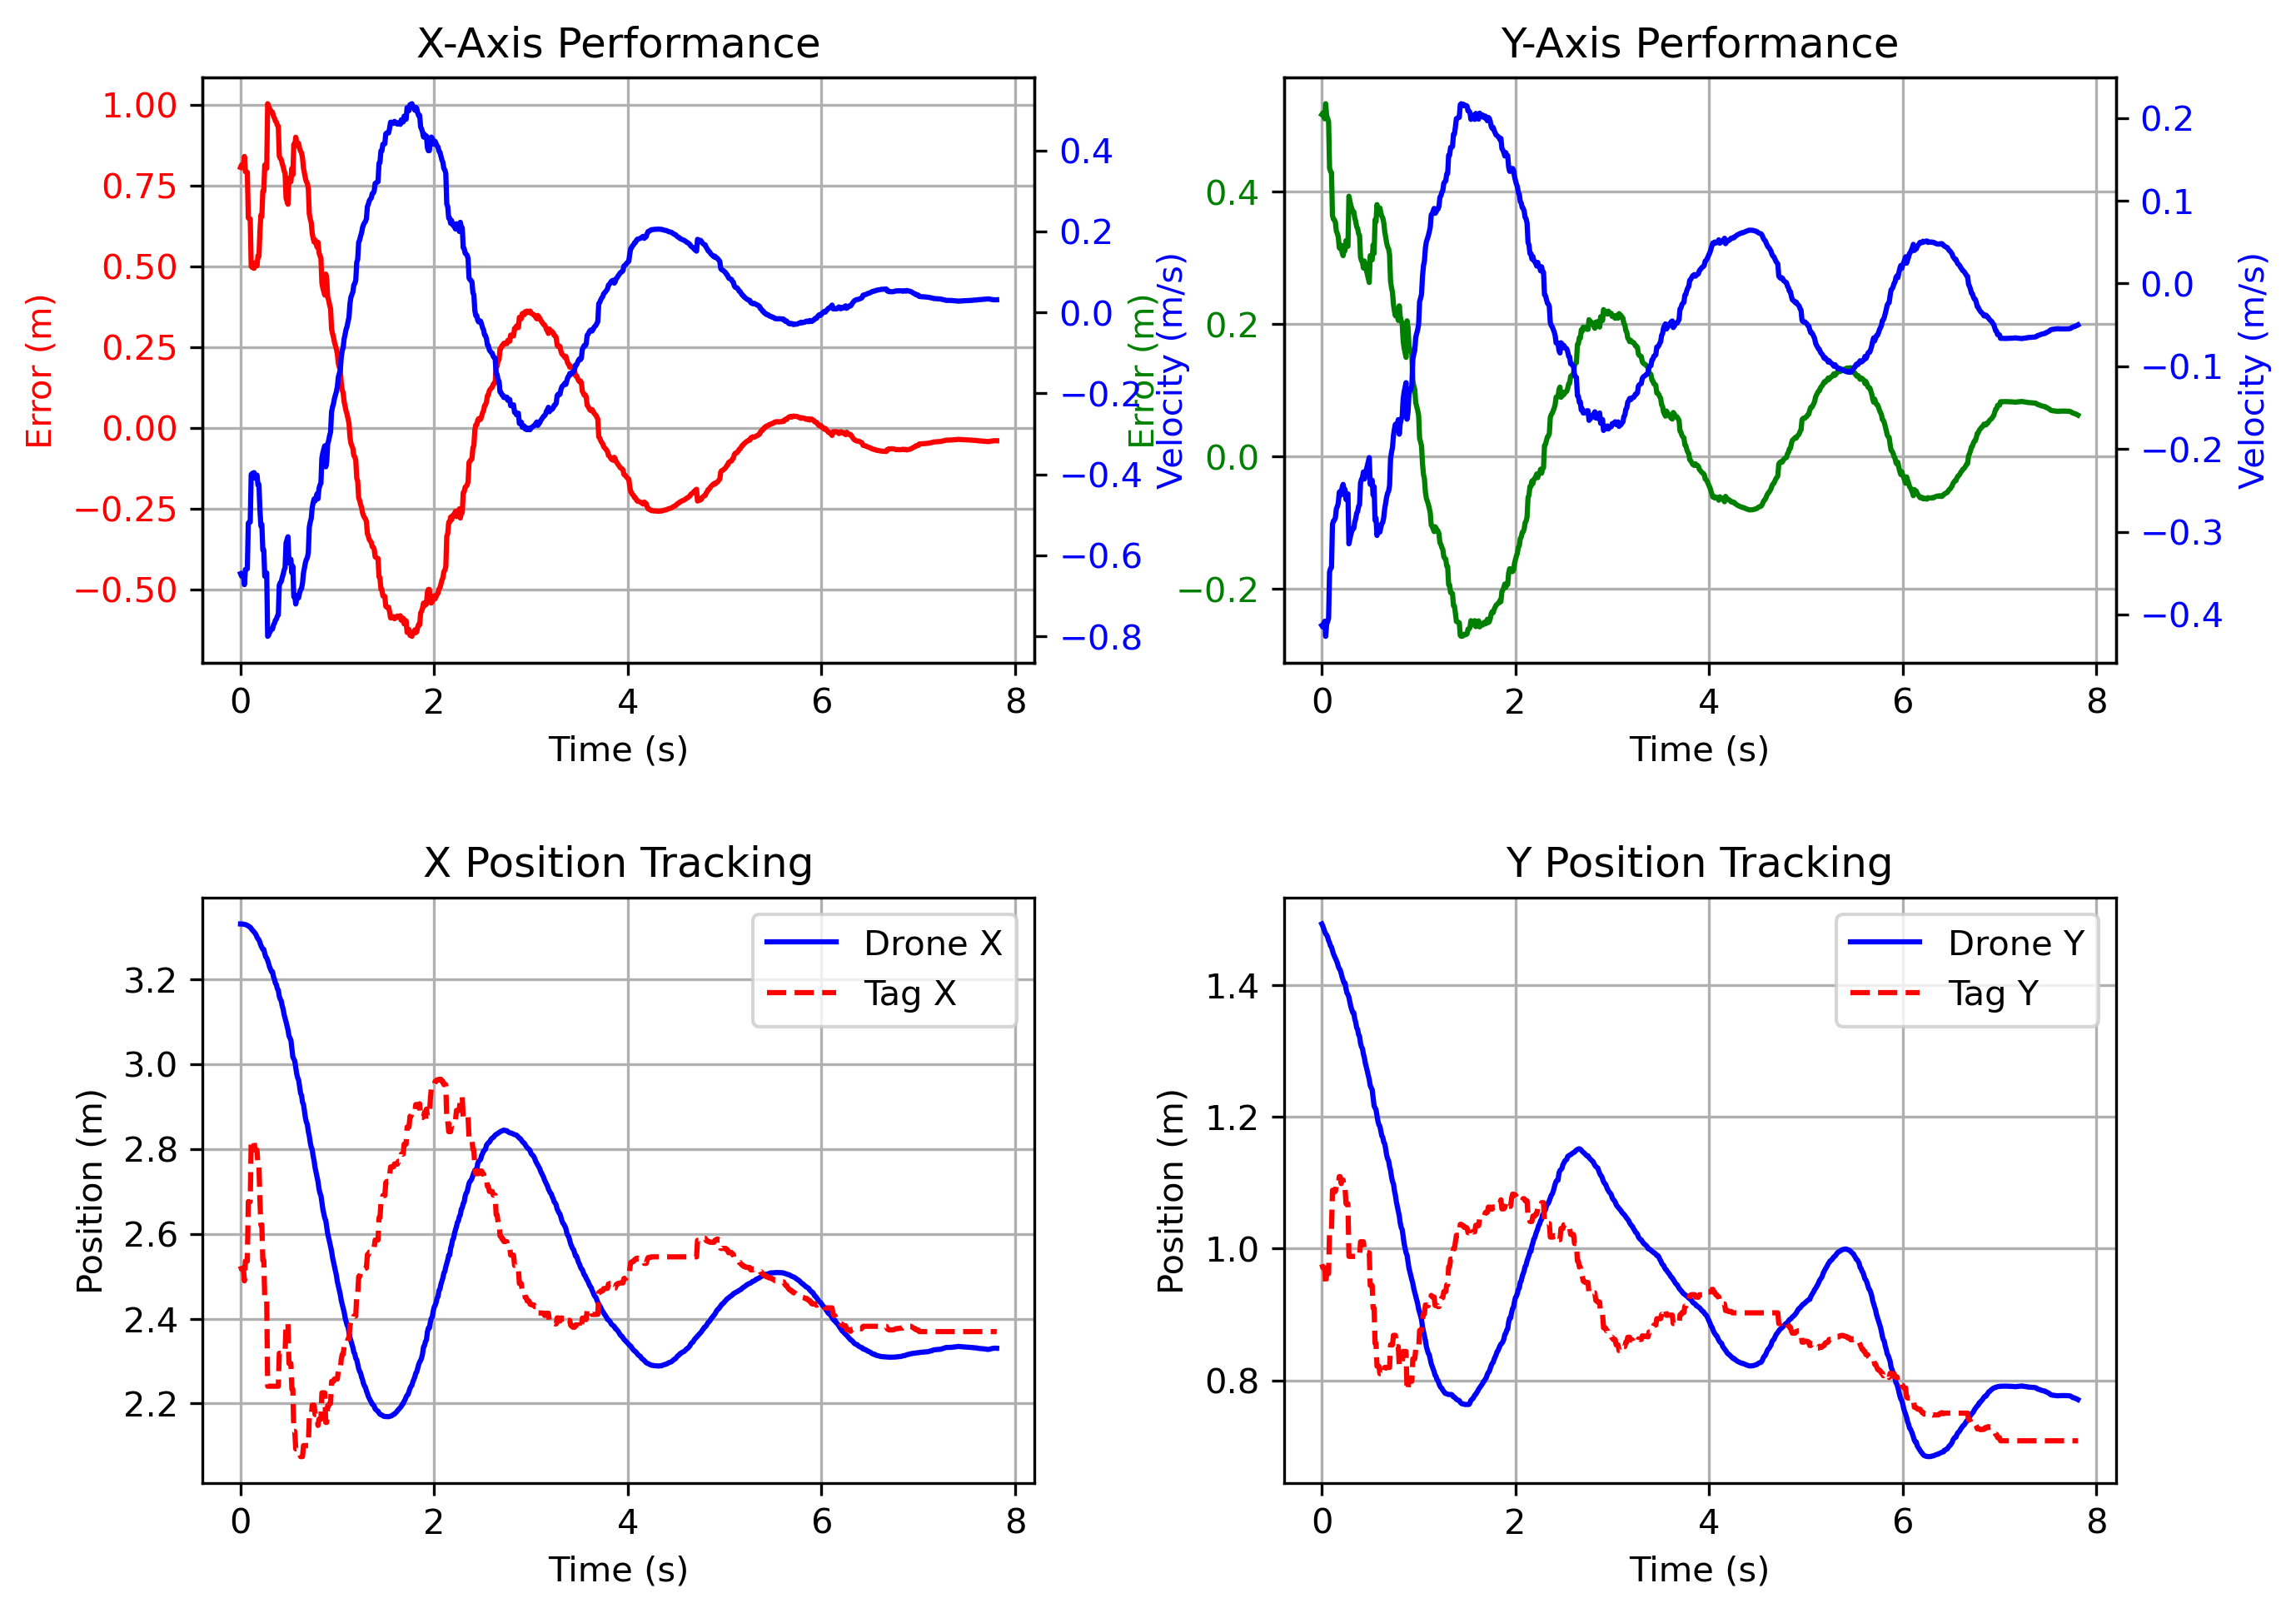 X-Axis Performance
1.00
0.75
0.50
0.25
0.00
−0.25
−0.50
Error (m)
0.4
0.2
0.0
−0.2
−0.4
−0.6
−0.8
Velocity (m/s)
0 2 4 6 8
Time (s)
Y-Axis Performance
0.4
0.2
0.0
−0.2
Error (m)
0.2
0.1
0.0
−0.1
−0.2
−0.3
−0.4
Velocity (m/s)
0 2 4 6 8
Time (s)
X Position Tracking
3.2
3.0
2.8
2.6
2.4
2.2
Position (m)
Drone X
Tag X
0 2 4 6 8
Time (s)
Y Position Tracking
1.4
1.2
1.0
0.8
Position (m)
Drone Y
Tag Y
0 2 4 6 8
Time (s)